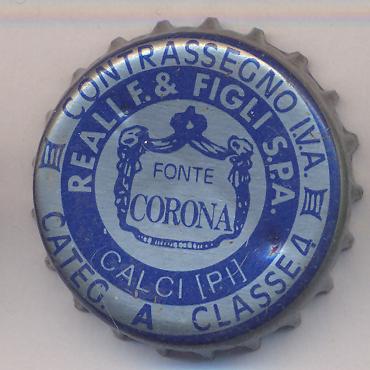 CONTRASSEGNO I.V.A.
REALI F. & FIGLI S.P.A.
FONTE
CORONA
CALCI [PI]
CATEG. A CLASSE 4